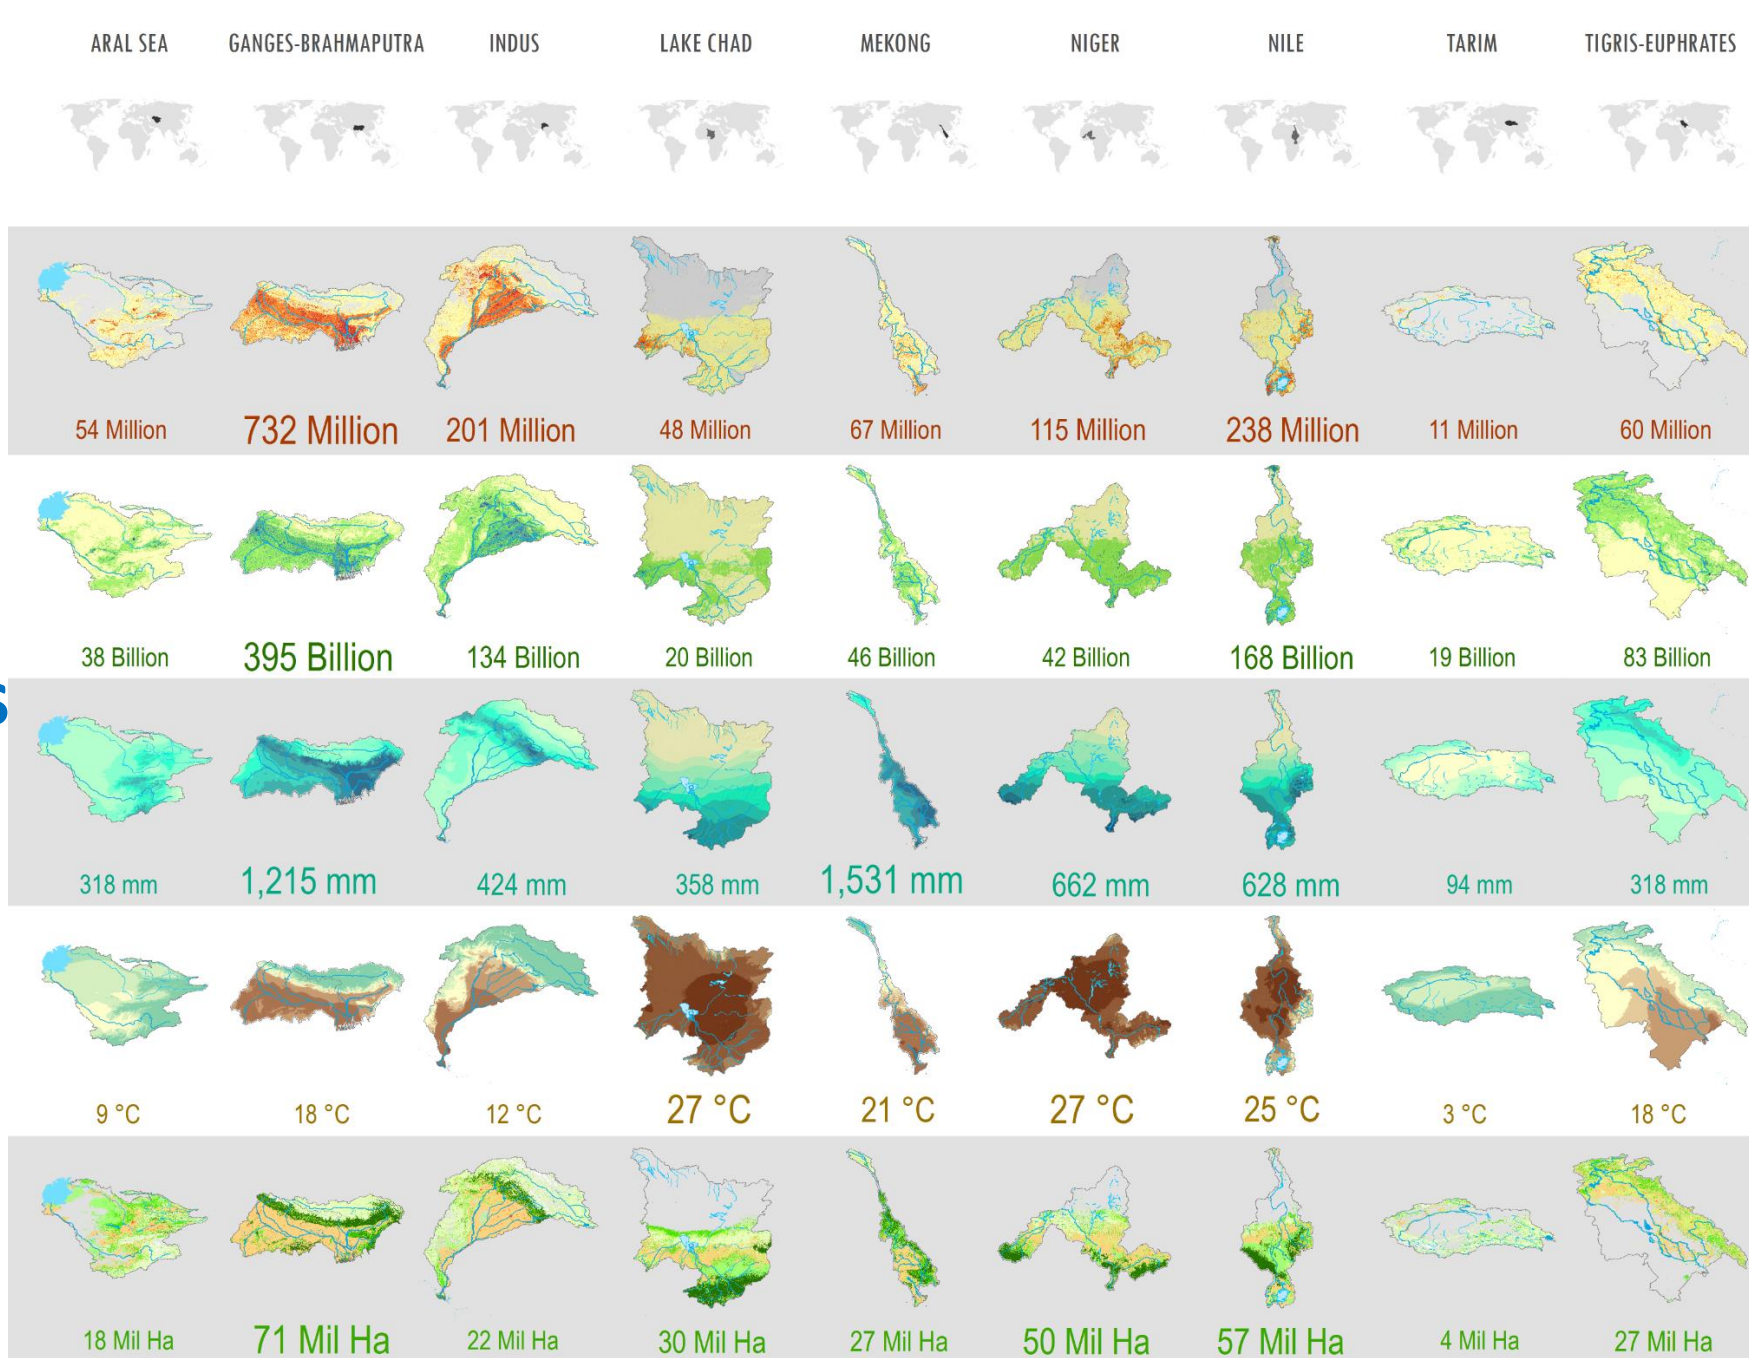 ARAL SEA GANGES-BRAHMAPUTRA INDUS LAKE CHAD MEKONG NIGER NILE TARIM TIGRIS-EUPHRATES
54 Million 732 Million 201 Million 48 Million 67 Million 115 Million 238 Million 11 Million 60 Million
38 Billion 395 Billion 134 Billion 20 Billion 46 Billion 42 Billion 168 Billion 19 Billion 83 Billion
s
318 mm 1,215 mm 424 mm 358 mm 1,531 mm 662 mm 628 mm 94 mm 318 mm
9 °C 18 °C 12 °C 27 °C 21 °C 27 °C 25 °C 3 °C 18 °C
18 Mil Ha 71 Mil Ha 22 Mil Ha 30 Mil Ha 27 Mil Ha 50 Mil Ha 57 Mil Ha 4 Mil Ha 27 Mil Ha